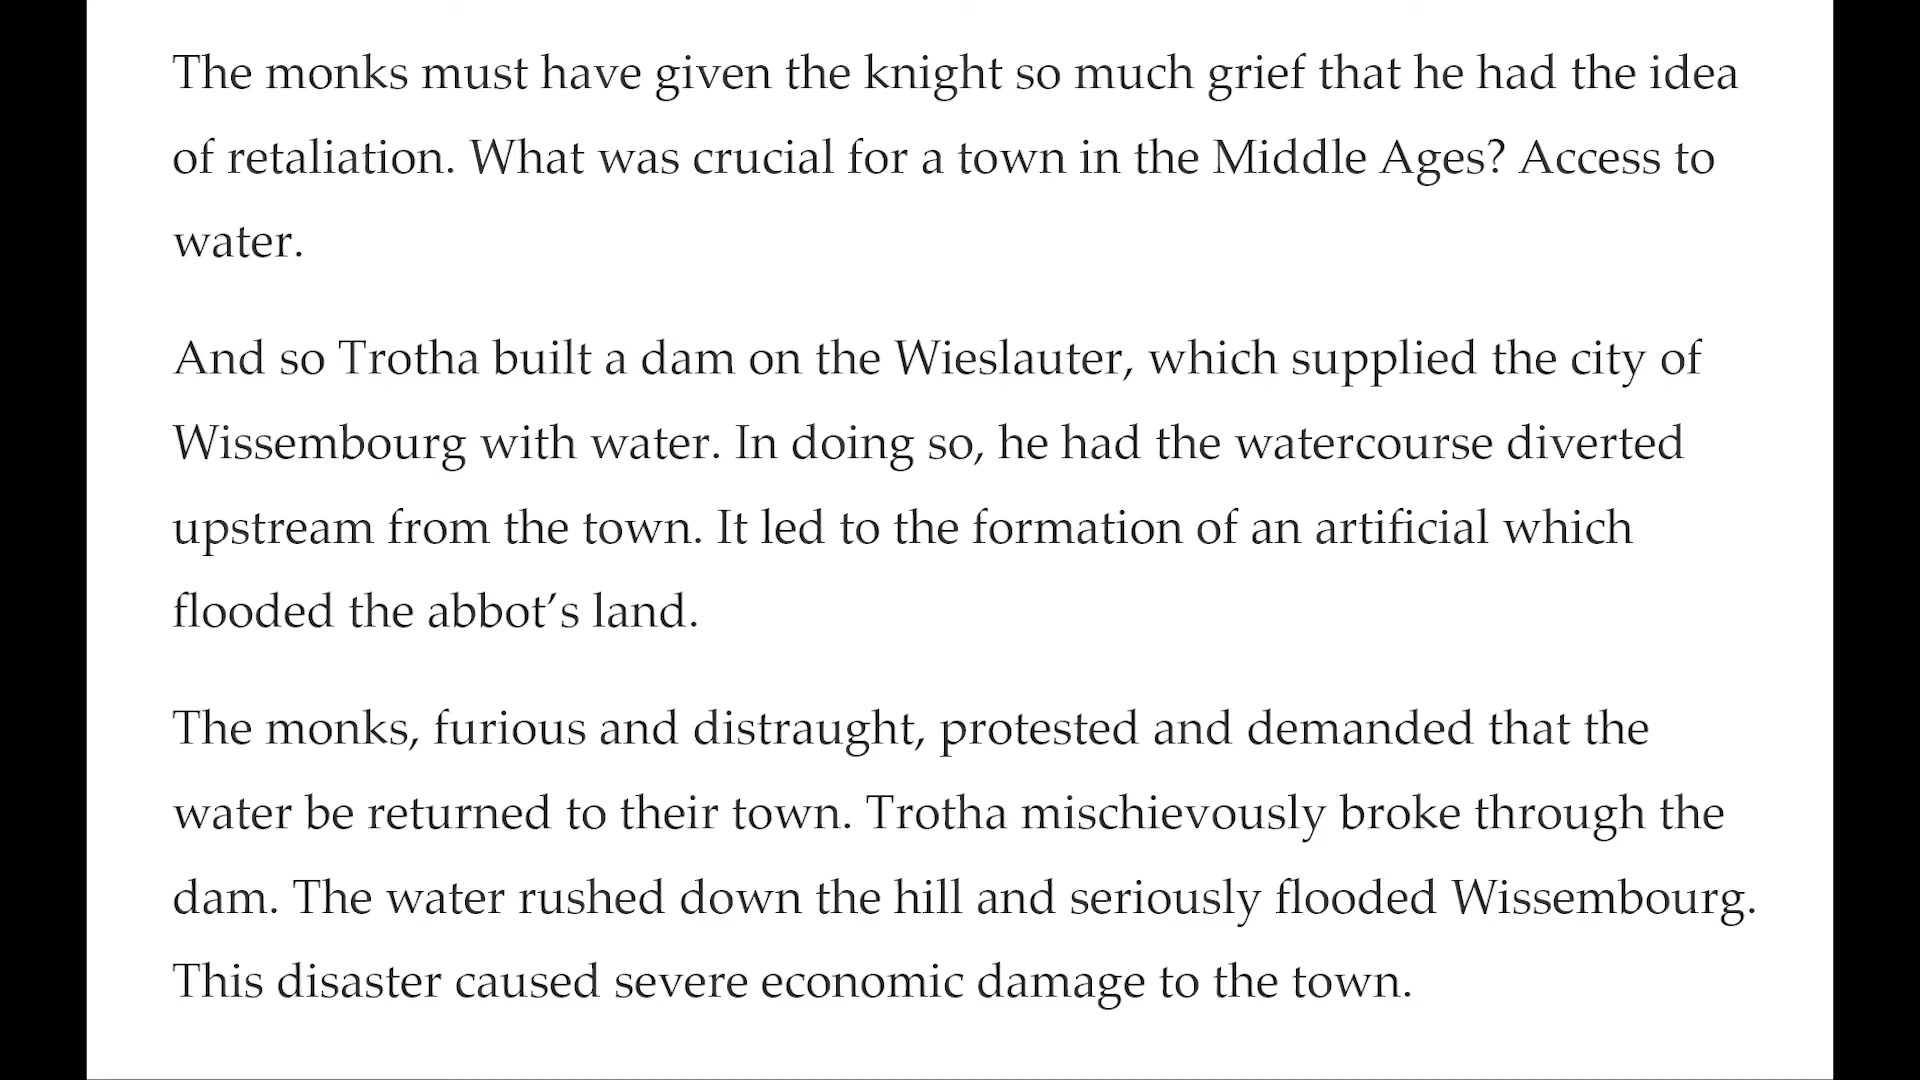 The monks must have given the knight so much grief that he had the idea
of retaliation. What was crucial for a town in the Middle Ages? Access to
water.
And so Trotha built a dam on the Wieslauter, which supplied the city of
Wissembourg with water. In doing so, he had the watercourse diverted
upstream from the town. It led to the formation of an artificial which
flooded the abbot’s land.
The monks, furious and distraught, protested and demanded that the
water be returned to their town. Trotha mischievously broke through the
dam. The water rushed down the hill and seriously flooded Wissembourg.
This disaster caused severe economic damage to the town.